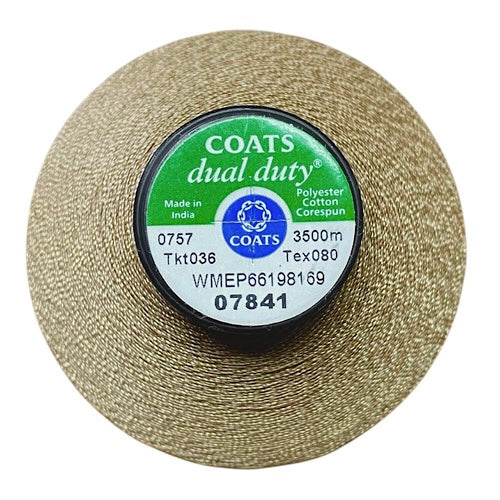 COATS
dual duty®
Made in
India
Polyester
Cotton
Corespun
COATS
0757 3500m
Tkt036 Tex080
WMEP66198169
07841